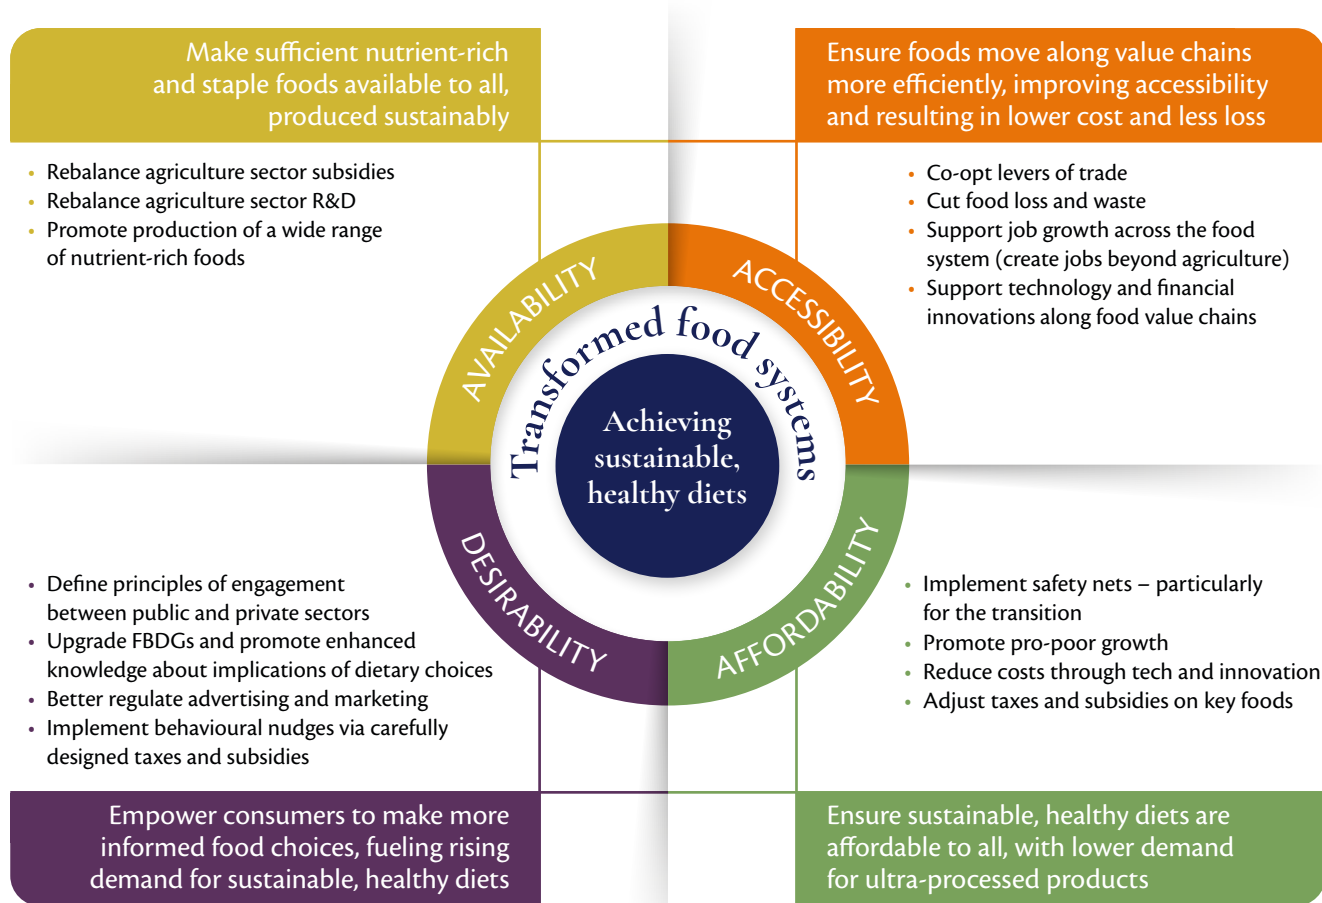 Make sufficient nutrient-rich
and staple foods available to all,
produced sustainably
• Rebalance agriculture sector subsidies
• Rebalance agriculture sector R&D
• Promote production of a wide range
of nutrient-rich foods
Ensure foods move along value chains
more efficiently, improving accessibility
and resulting in lower cost and less loss
• Co-opt levers of trade
• Cut food loss and waste
• Support job growth across the food
system (create jobs beyond agriculture)
• Support technology and financial
innovations along food value chains
AVAILABILITY
ACCESSIBILITY
Transformed food systems
Achieving
sustainable,
healthy diets
DESIRABILITY
AFFORDABILITY
• Define principles of engagement
between public and private sectors
• Upgrade FBDGs and promote enhanced
knowledge about implications of dietary choices
• Better regulate advertising and marketing
• Implement behavioural nudges via carefully
designed taxes and subsidies
Empower consumers to make more
informed food choices, fueling rising
demand for sustainable, healthy diets
• Implement safety nets – particularly
for the transition
• Promote pro-poor growth
• Reduce costs through tech and innovation
• Adjust taxes and subsidies on key foods
Ensure sustainable, healthy diets are
affordable to all, with lower demand
for ultra-processed products